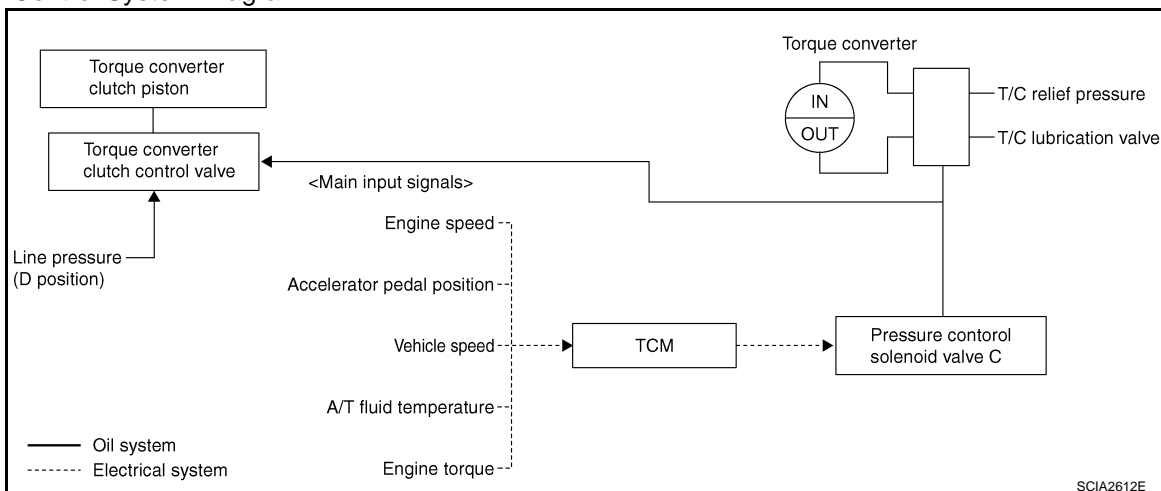 Torque converter
clutch piston
Torque converter
clutch control valve
Line pressure
(D position)
<Main input signals>
Engine speed
Accelerator pedal position
Vehicle speed
A/T fluid temperature
Engine torque
TCM
Pressure contorol
solenoid valve C
Torque converter
IN
OUT
T/C relief pressure
T/C lubrication valve
Oil system
Electrical system
SCIA2612E